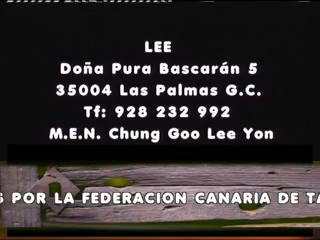 LEE
Doña Pura Bascarán 5
35004 Las Palmas G.C.
Tf: 928 232 992
M.E.N. Chung Goo Lee Yon
POR LA FEDERACION CANARIA DE